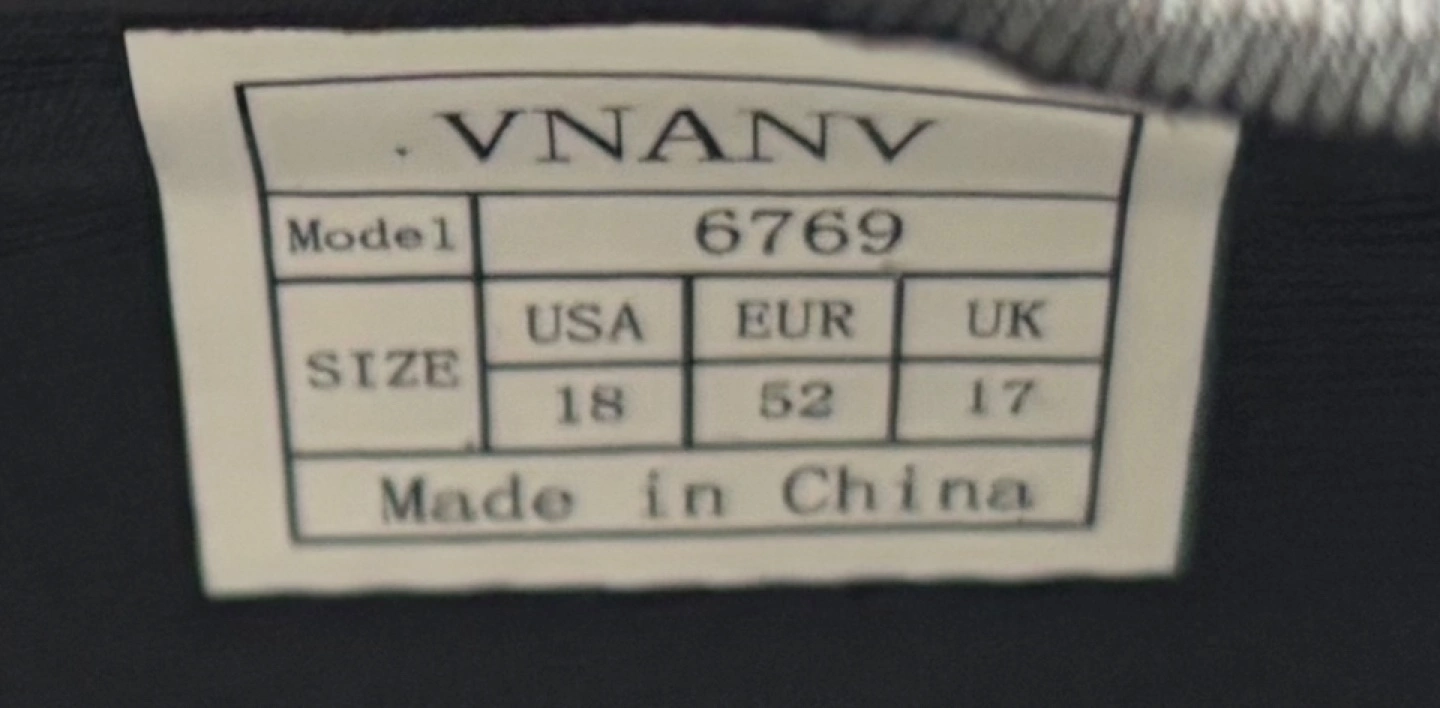 VNANV
Model 6769
SIZE USA EUR UK
18 52 17
Made in China